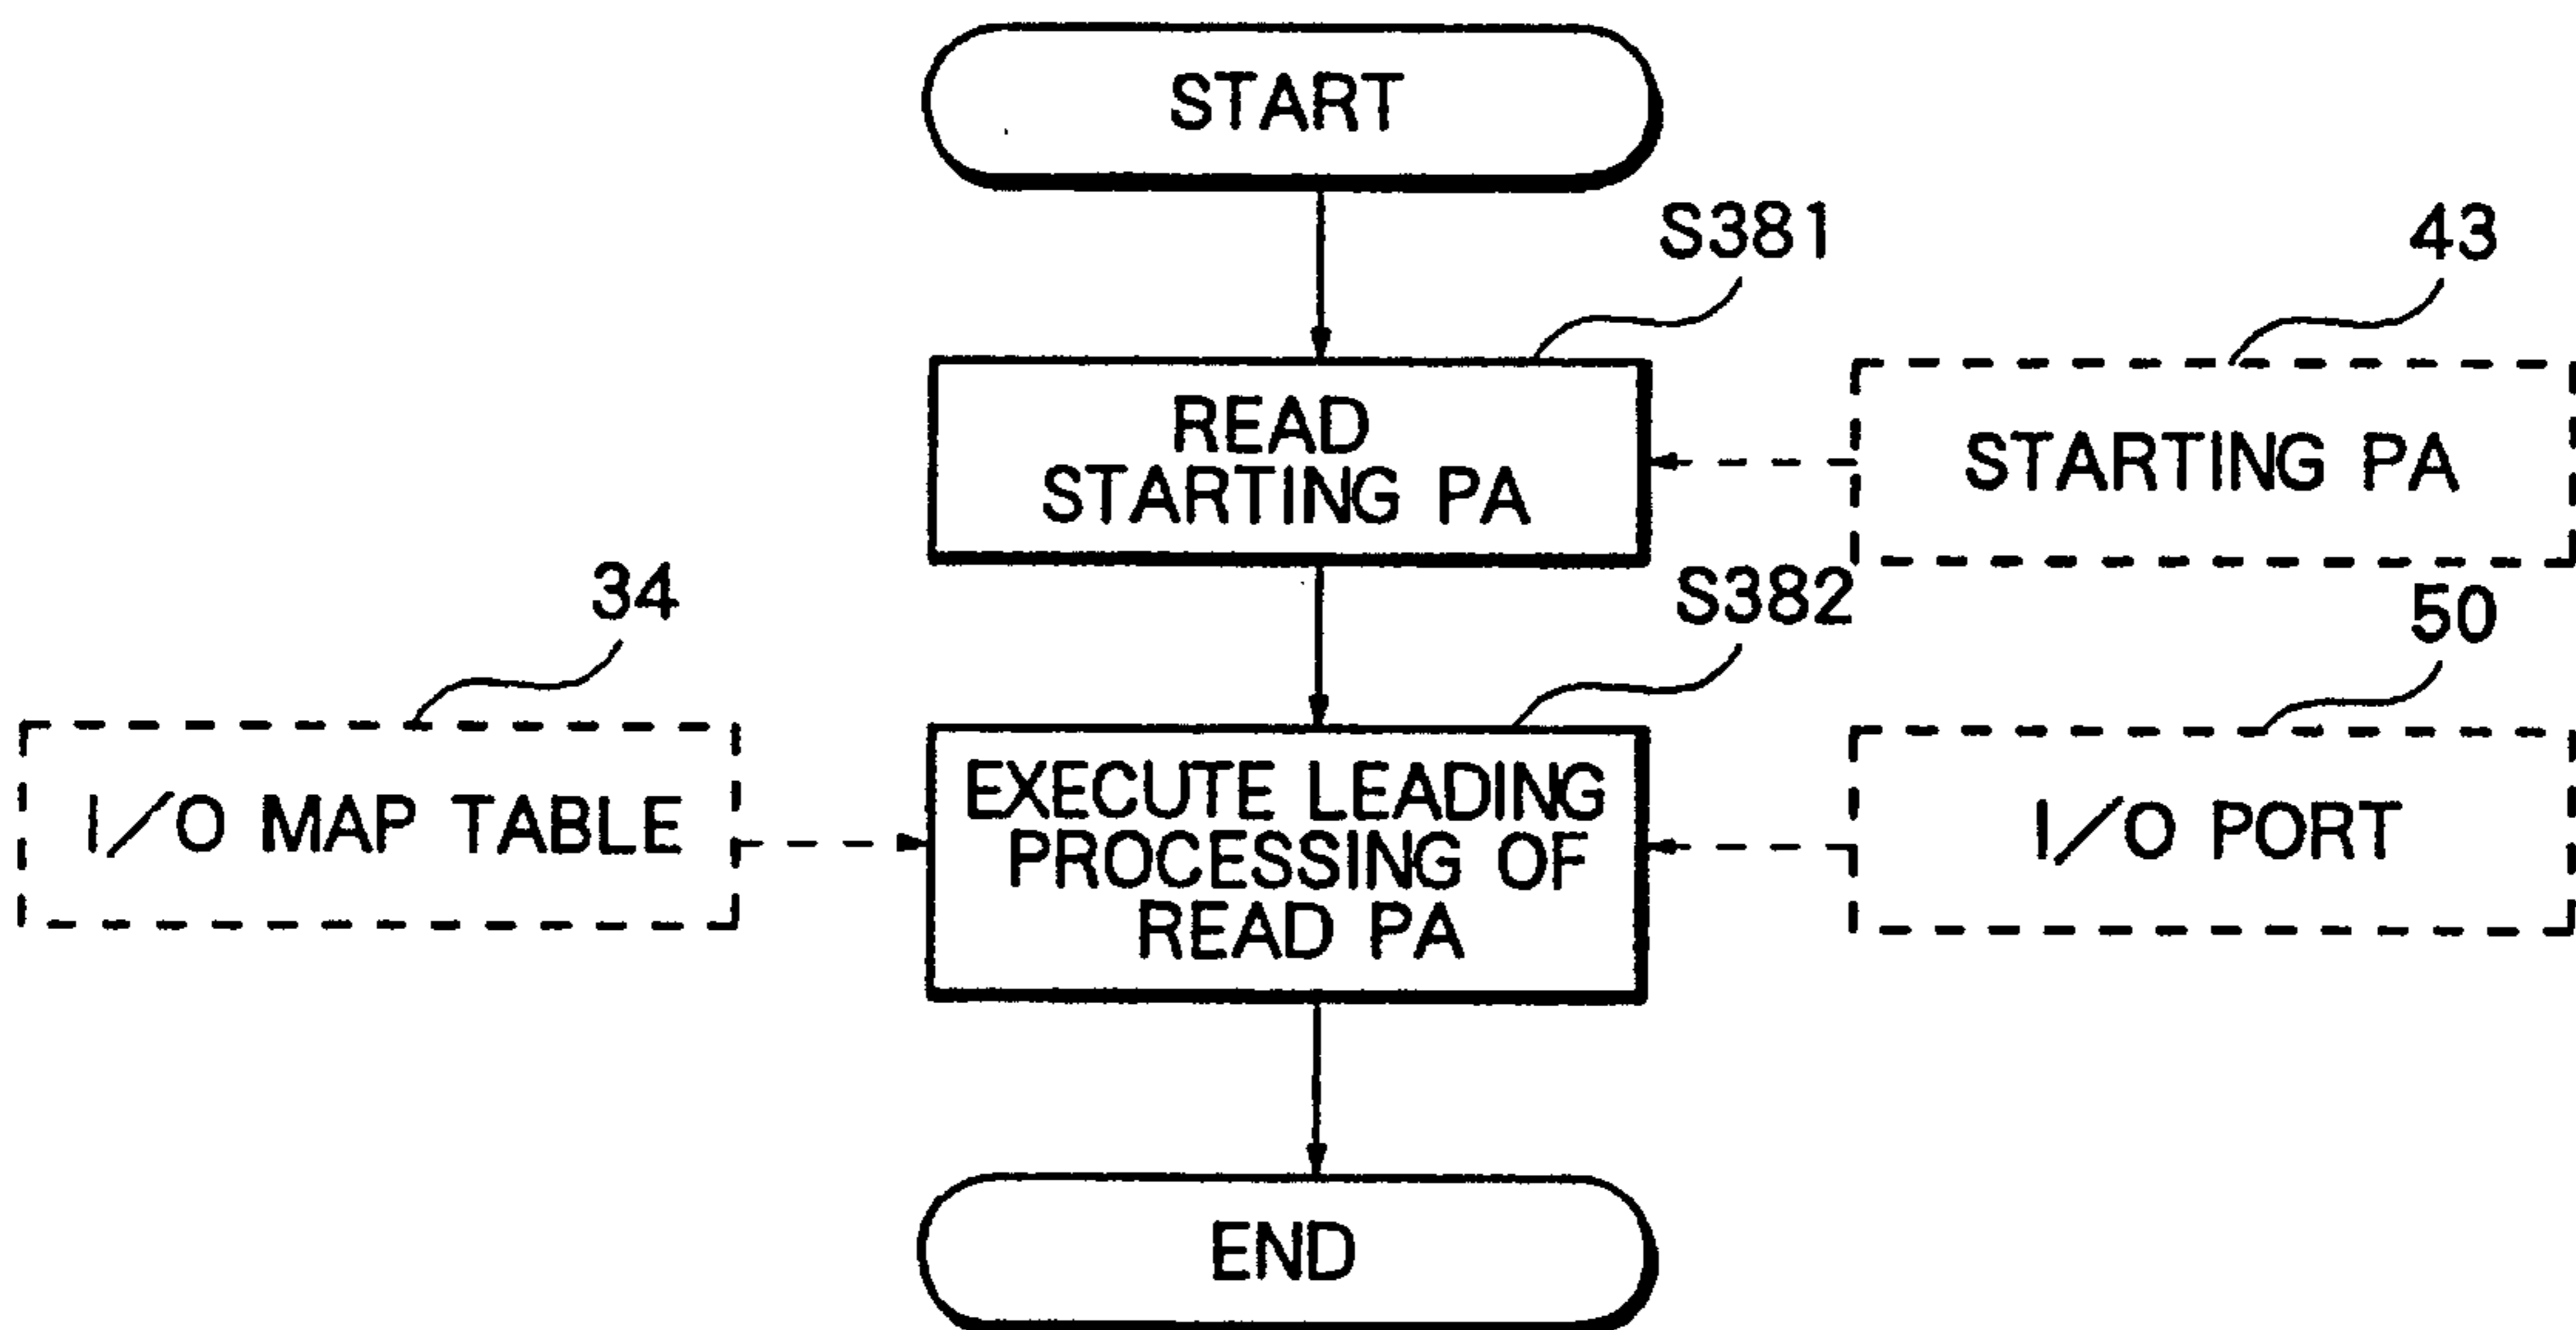 START
S381
43
READ
STARTING PA
STARTING PA
34
S382
50
I/O MAP TABLE
EXECUTE LEADING
PROCESSING OF
READ PA
I/O PORT
END